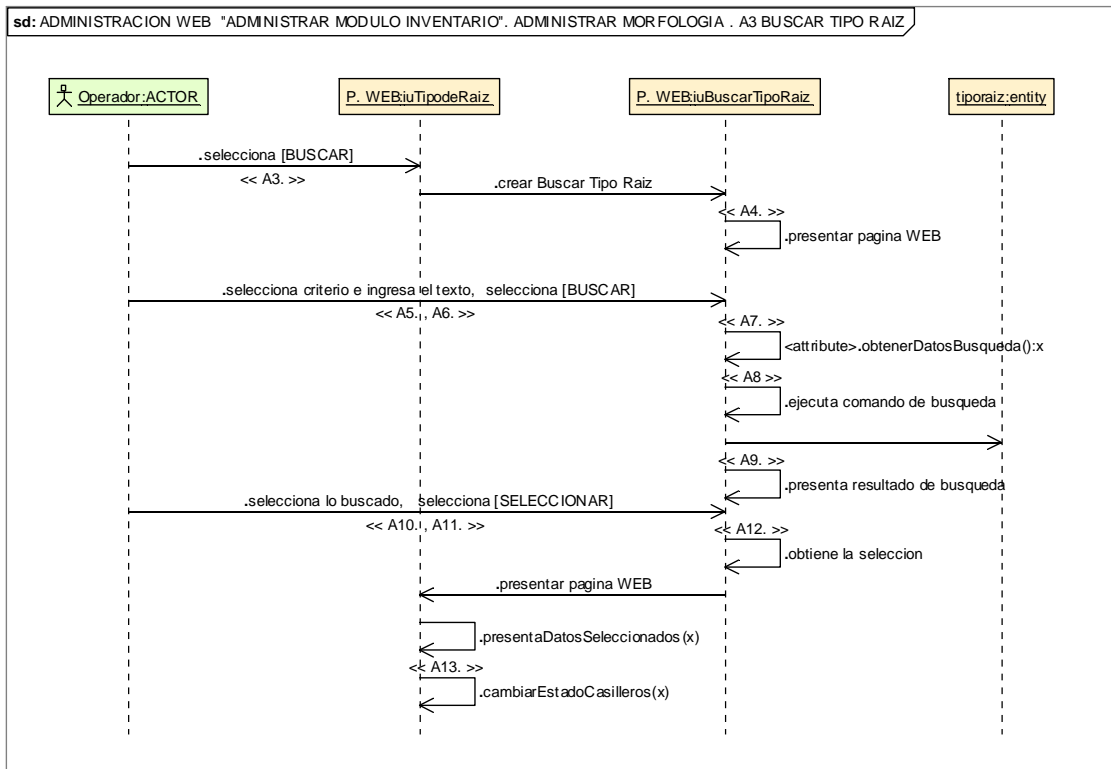 sd: ADMINISTRACION WEB "ADMINISTRAR MODULO INVENTARIO". ADMINISTRAR MORFOLOGIA . A3 BUSCAR TIPO RAIZ
Operador:ACTOR
P. WEB:iuTipodeRaiz
P. WEB:iuBuscarTipoRaiz
tiporaiz:entity
.selecciona [BUSCAR]
<< A3. >>
.crear Buscar Tipo Raiz
<< A4. >>
.presentar pagina WEB
.selecciona criterio e ingresa el texto, selecciona [BUSCAR]
<< A5. , A6. >>
<< A7. >>
<attribute>.obtenerDatosBusqueda():x
<< A8 >>
.ejecuta comando de busqueda
<< A9. >>
.presenta resultado de busqueda
.selecciona lo buscado, selecciona [SELECCIONAR]
<< A10. , A11. >>
<< A12. >>
.obtiene la seleccion
.presentar pagina WEB
.presentaDatosSeleccionados(x)
<< A13. >>
.cambiarEstadoCasilleros(x)